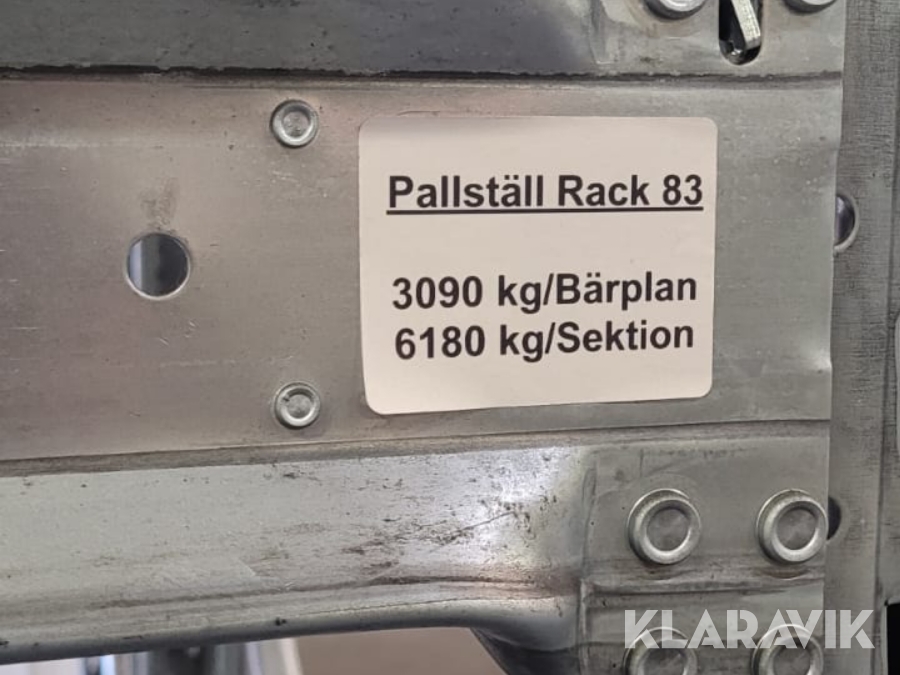 Pallställ Rack 83
3090 kg/Bärplan
6180 kg/Sektion
KLARAVIK